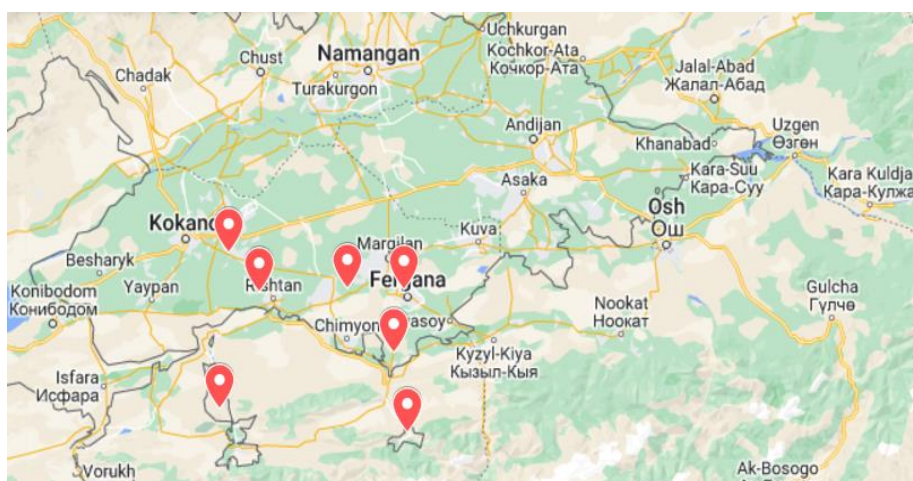 Uchkurgan
Namangan
Kochkor-Ata
Кочкор-Ата
Chust
Turakurgon
Chadak
Jalal-Abad
Жалал-Абад
Andijan
Uzgen
Өзгөн
Khanabad
Kara-Suu
Кара-Суу
Kara Kuldja
Кара-Кулжа
Asaka
Osh
Ош
Kokand
Kuva
Margilan
Besharyk
Fergana
Konibodom
Конибодом
Yaypan
Rishtan
Gulcha
Гүлчө
Nookat
Ноокат
Chimyon
rasoy
Kyzyl-Kiya
Кызыл-Кыя
Isfara
Исфара
Vorukh
Ak-Bosogo